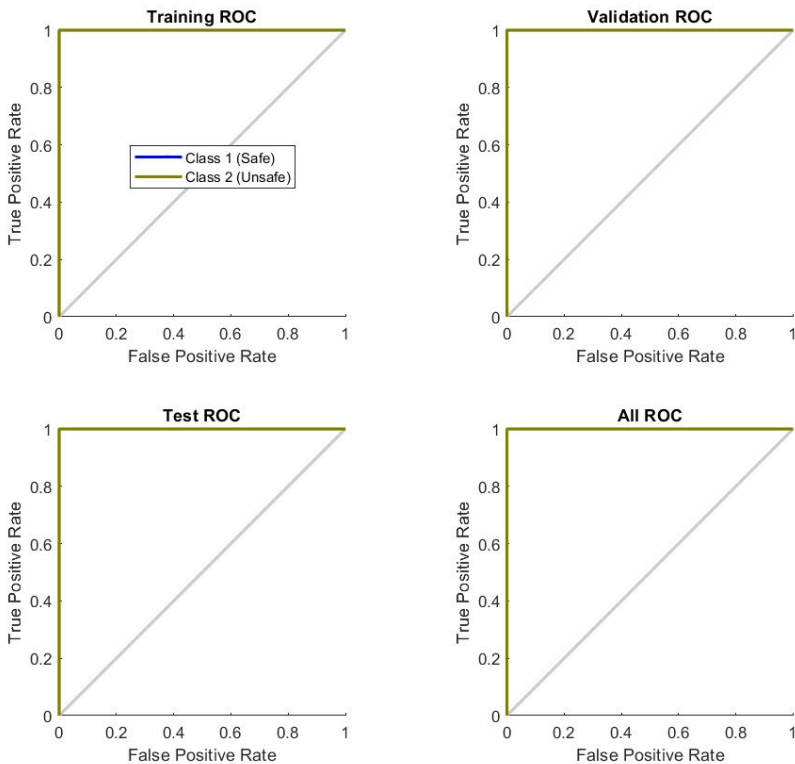 Training ROC
1
0.8
0.6
0.4
0.2
0
True Positive Rate
Class 1 (Safe)
Class 2 (Unsafe)
0 0.2 0.4 0.6 0.8 1
False Positive Rate
Validation ROC
1
0.8
0.6
0.4
0.2
0
True Positive Rate
0 0.2 0.4 0.6 0.8 1
False Positive Rate
Test ROC
1
0.8
0.6
0.4
0.2
0
True Positive Rate
0 0.2 0.4 0.6 0.8 1
False Positive Rate
All ROC
1
0.8
0.6
0.4
0.2
0
True Positive Rate
0 0.2 0.4 0.6 0.8 1
False Positive Rate